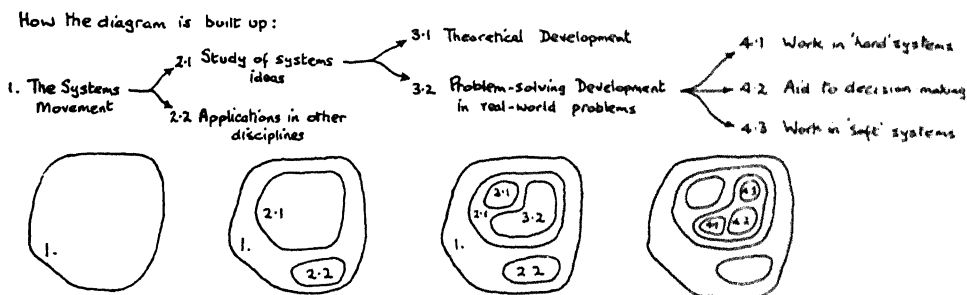 How the diagram is built up:
1. The Systems
Movement
2.1 Study of systems
ideas
2.2 Applications in other
disciplines
3.1 Theoretical Development
3.2 Problem-solving Development
in real-world problems
4.1 Work in 'hard' systems
4.2 Aid to decision making
4.3 Work in 'soft' systems
1.
2.1
1.
2.2
2.1
2.1
3.2
1.
2.2
4.3
4.1
4.2